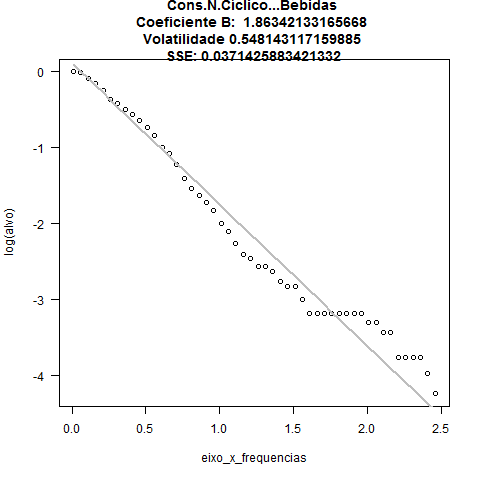 Cons.N.Ciclico...Bebidas
Coeficiente B:  1.86342133165668
Volatilidade 0.548143117159885
SSE: 0.0371425883421332
0
-1
-2
-3
-4
log(alvo)
0.0
0.5
1.0
1.5
2.0
2.5
eixo_x_frequencias